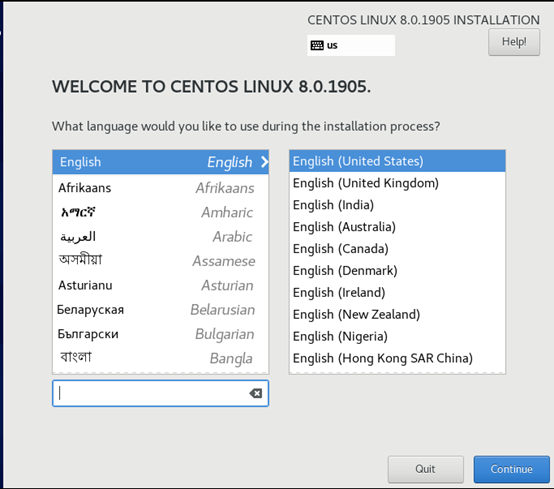 CENTOS LINUX 8.0.1905 INSTALLATION
us
Help!
WELCOME TO CENTOS LINUX 8.0.1905.
What language would you like to use during the installation process?
English English
Afrikaans Afrikaans
አማርኛ Amharic
العربية Arabic
অসমীয়া Assamese
Asturianu Asturian
Беларуская Belarusian
Български Bulgarian
বাংলা Bangla
English (United States)
English (United Kingdom)
English (India)
English (Australia)
English (Canada)
English (Denmark)
English (Ireland)
English (New Zealand)
English (Nigeria)
English (Hong Kong SAR China)
Quit
Continue